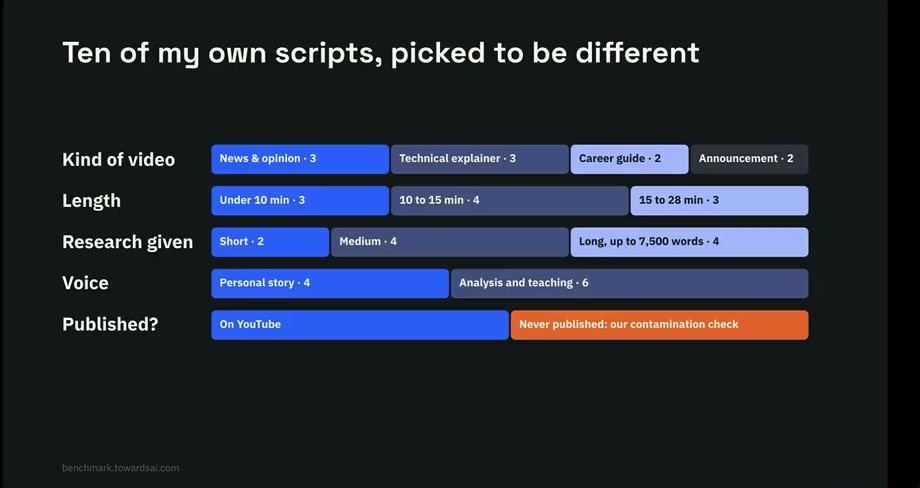 Ten of my own scripts, picked to be different
Kind of video News & opinion · 3 Technical explainer · 3 Career guide · 2 Announcement · 2
Length Under 10 min · 3 10 to 15 min · 4 15 to 28 min · 3
Research given Short · 2 Medium · 4 Long, up to 7,500 words · 4
Voice Personal story · 4 Analysis and teaching · 6
Published? On YouTube Never published: our contamination check
benchmark.towardsai.com